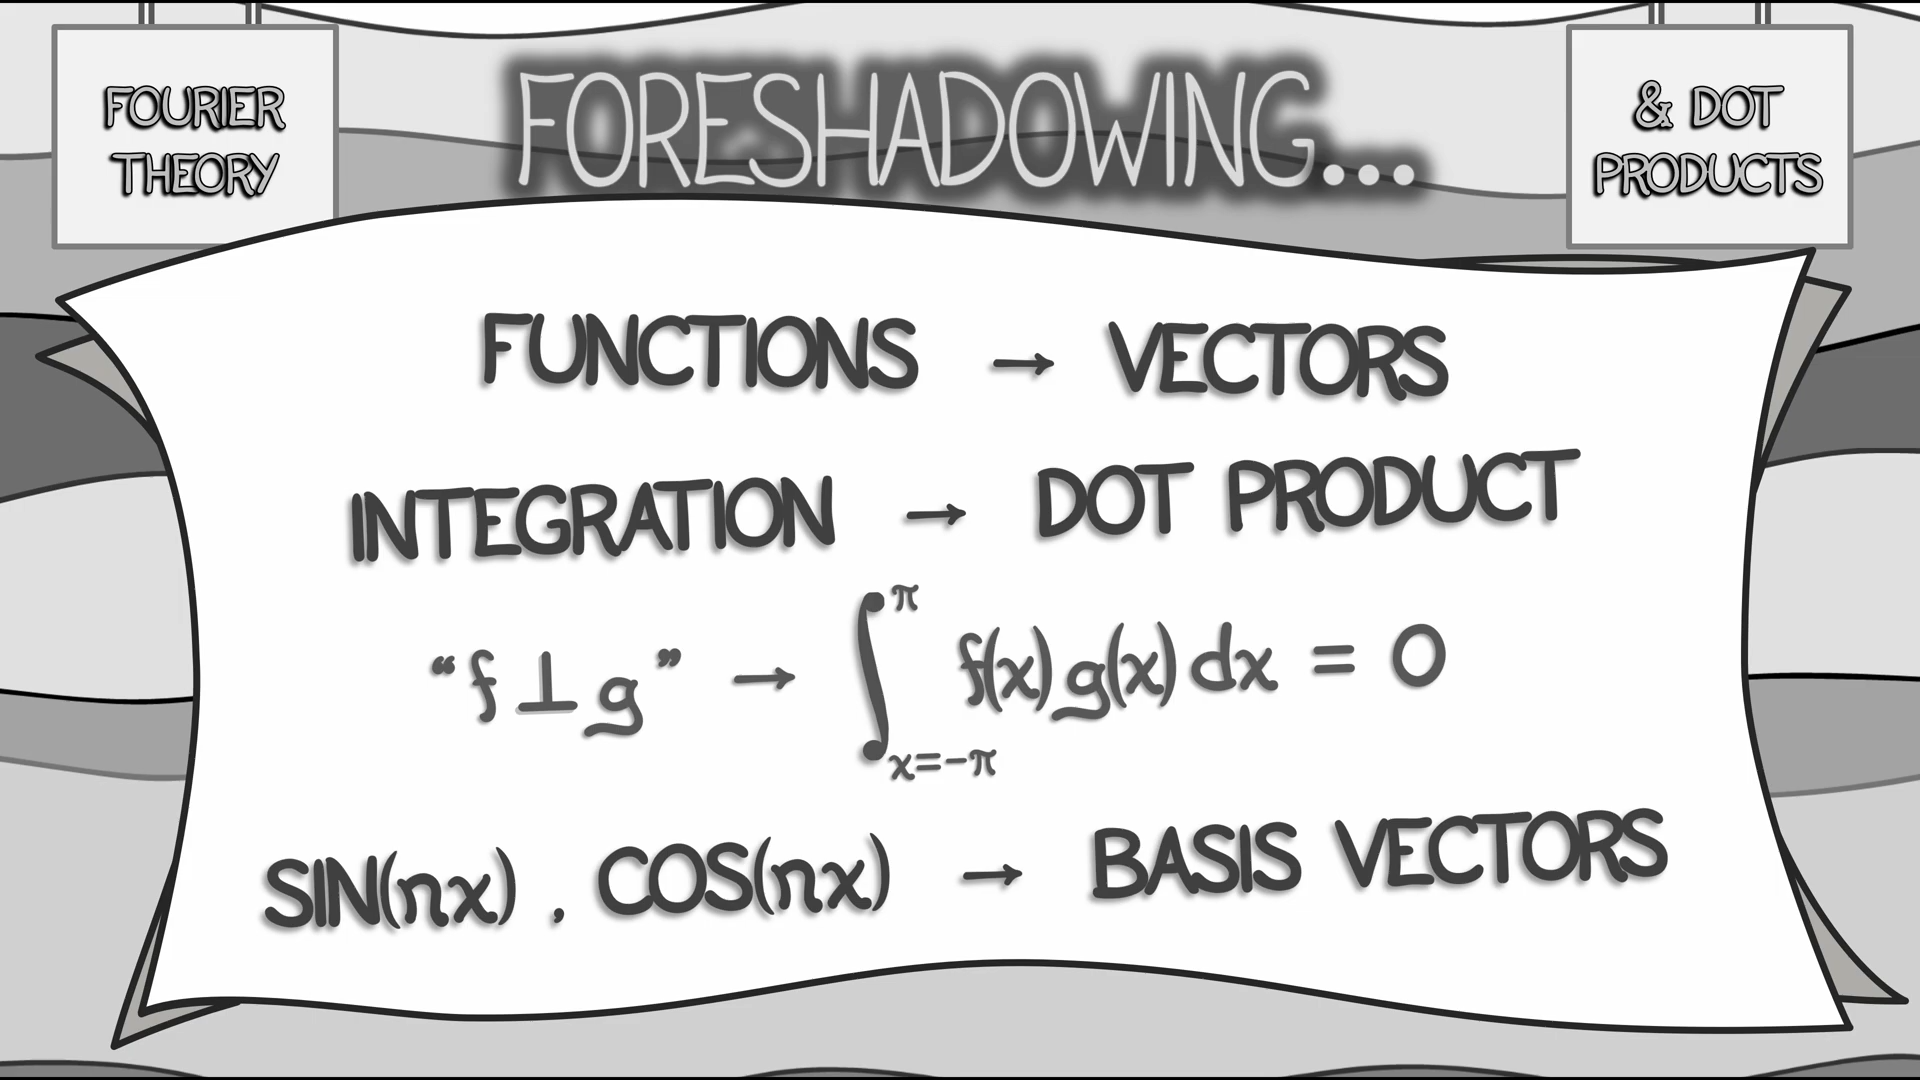 FOURIER
THEORY
FORESHADOWING...
& DOT
PRODUCTS
FUNCTIONS → VECTORS
INTEGRATION → DOT PRODUCT
“f ⊥ g” → ∫_{x=-π}^{π} f(x)g(x)dx = 0
SIN(nx), COS(nx) → BASIS VECTORS